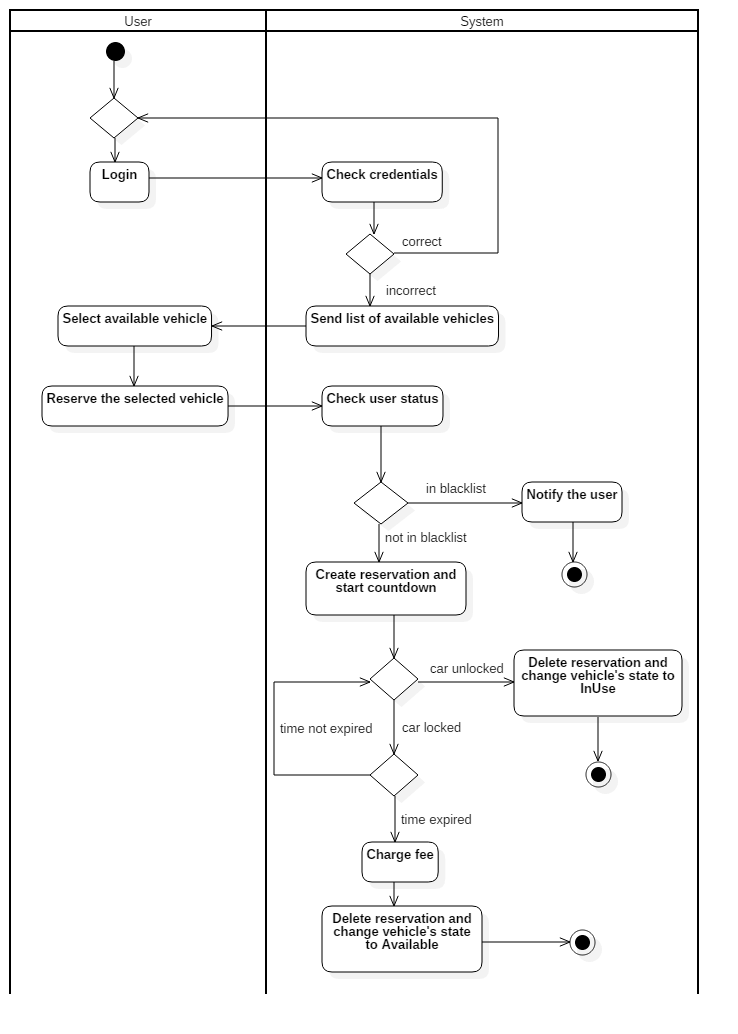 User
System
Login
Check credentials
correct
incorrect
Select available vehicle
Send list of available vehicles
Reserve the selected vehicle
Check user status
in blacklist
Notify the user
not in blacklist
Create reservation and
start countdown
car unlocked
Delete reservation and
change vehicle's state to
InUse
time not expired
car locked
time expired
Charge fee
Delete reservation and
change vehicle's state
to Available